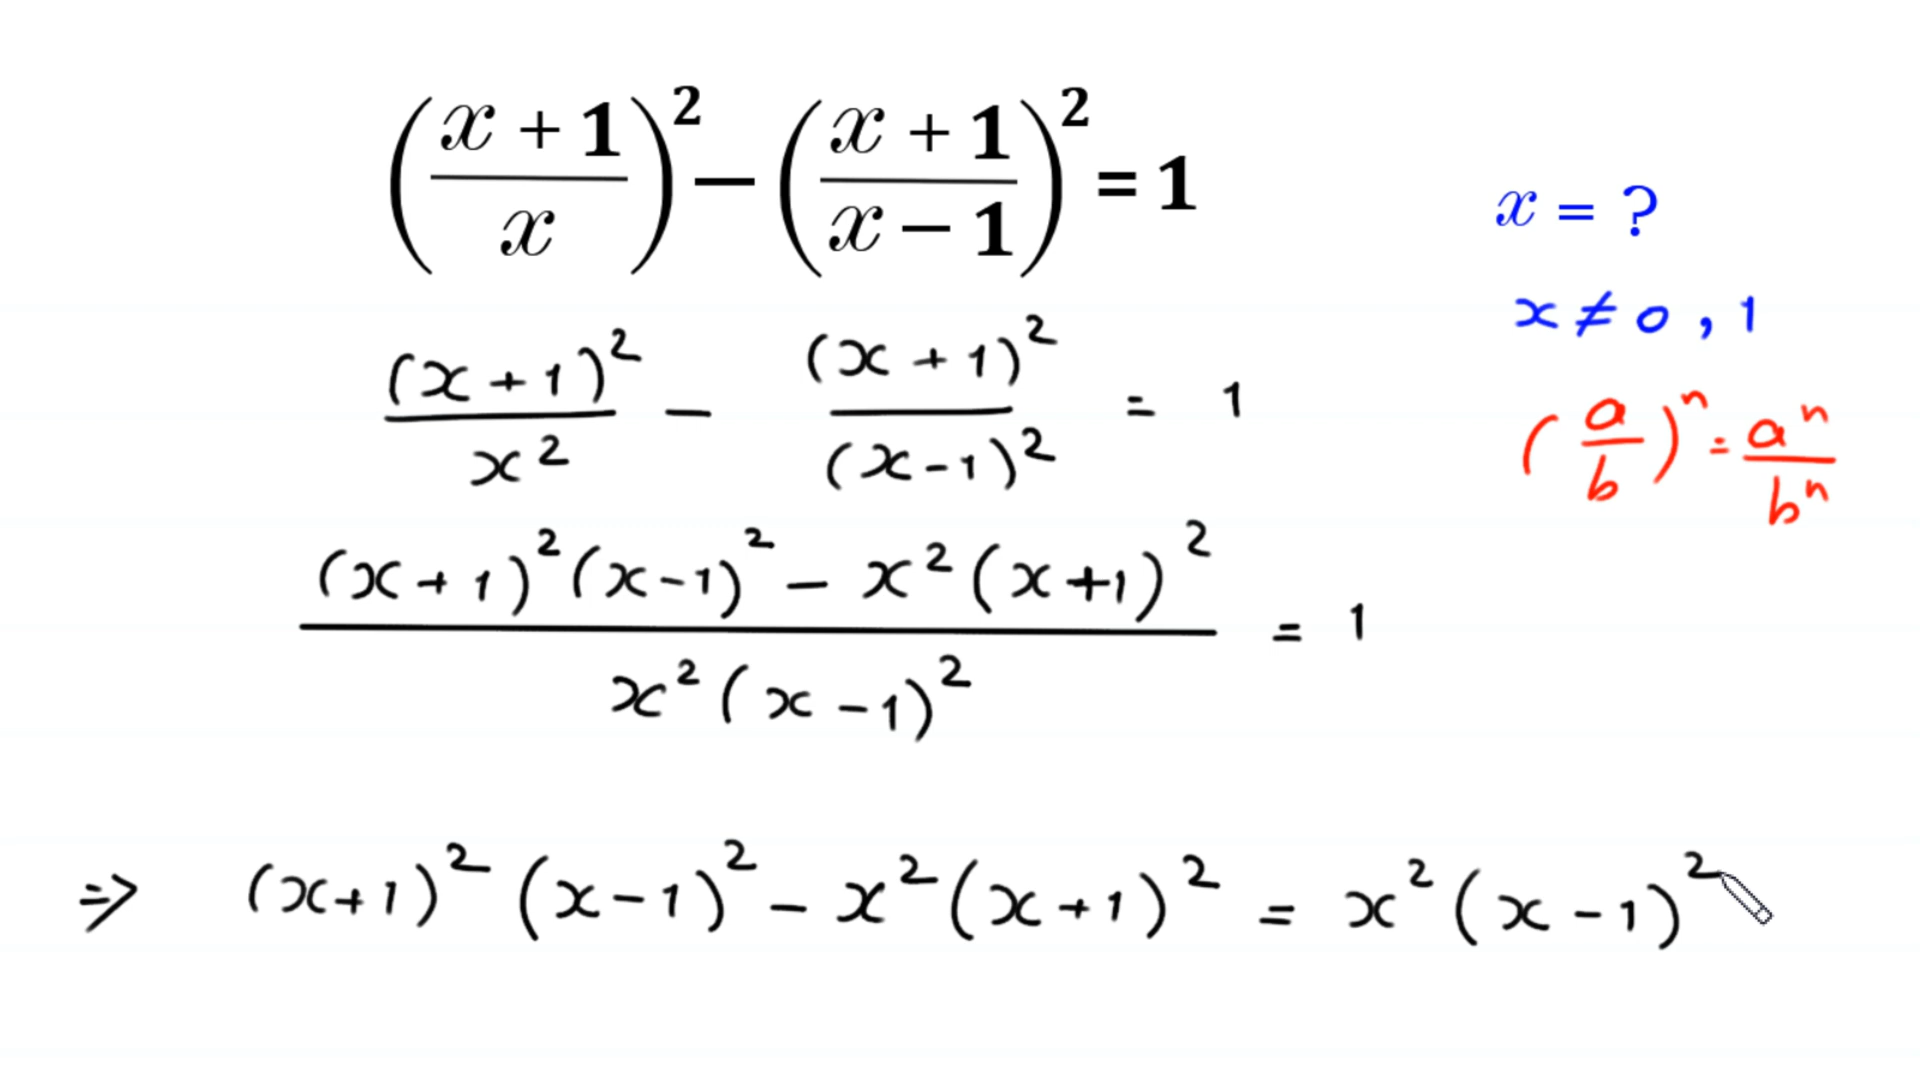 (x + 1 / x)² − (x + 1 / x − 1)² = 1
x = ?
x ≠ 0 , 1
(x + 1)² / x² − (x + 1)² / (x − 1)² = 1
(a / b)ⁿ = aⁿ / bⁿ
(x + 1)² (x − 1)² − x² (x + 1)² / x² (x − 1)² = 1
⇒ (x + 1)² (x − 1)² − x² (x + 1)² = x² (x − 1)²